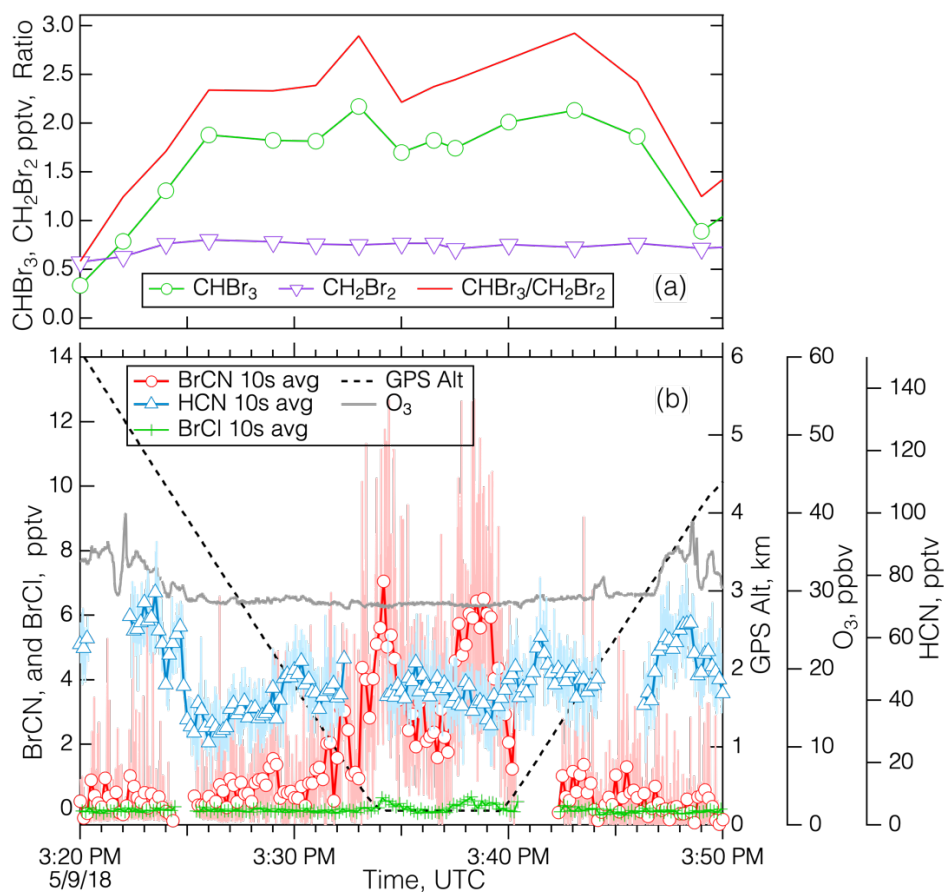 CHBr₃, CH₂Br₂ pptv, Ratio
3.0
2.5
2.0
1.5
1.0
0.5
0.0
CHBr₃ CH₂Br₂ CHBr₃/CH₂Br₂
(a)
BrCN, and BrCl, pptv
14
12
10
8
6
4
2
0
BrCN 10s avg GPS Alt
HCN 10s avg O₃
BrCl 10s avg
(b)
6
5
4
3
2
1
0
GPS Alt, km
60
50
40
30
20
10
0
O₃, ppbv
140
120
100
80
60
40
20
0
HCN, pptv
3:20 PM 3:30 PM 3:40 PM 3:50 PM
5/9/18
Time, UTC